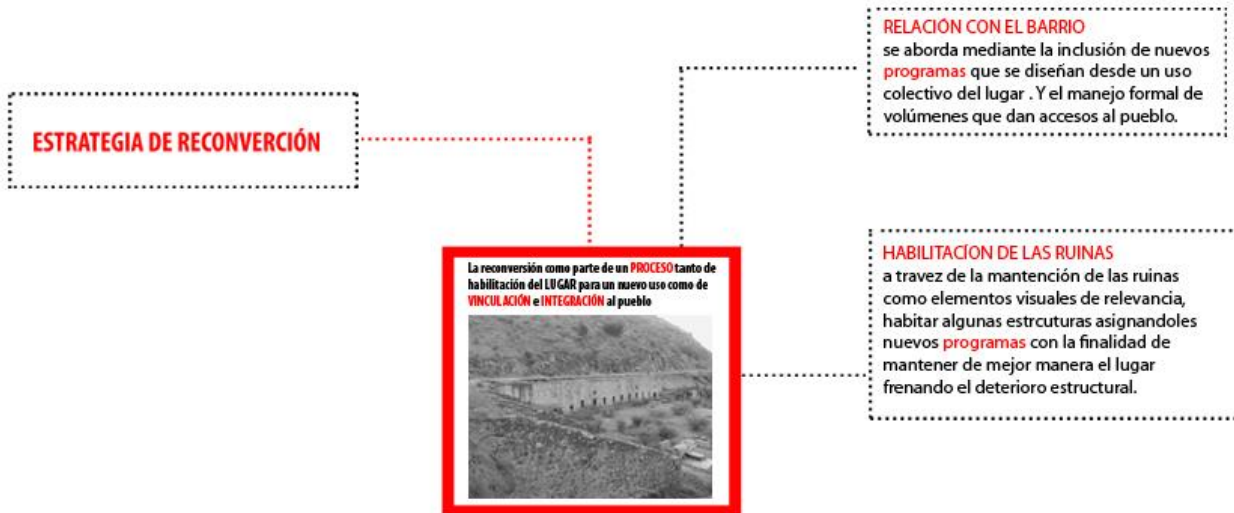 ESTRATEGIA DE RECONVERCIÓN
RELACIÓN CON EL BARRIO
se aborda mediante la inclusión de nuevos
programas que se diseñan desde un uso
colectivo del lugar . Y el manejo formal de
volúmenes que dan accesos al pueblo.
La reconversión como parte de un PROCESO tanto de
habilitación del LUGAR para un nuevo uso como de
VINCULACIÓN e INTEGRACIÓN al pueblo
HABILITACÍON DE LAS RUINAS
a travez de la mantención de las ruinas
como elementos visuales de relevancia,
habitar algunas estrcuturas asignandoles
nuevos programas con la finalidad de
mantener de mejor manera el lugar
frenando el deterioro estructural.